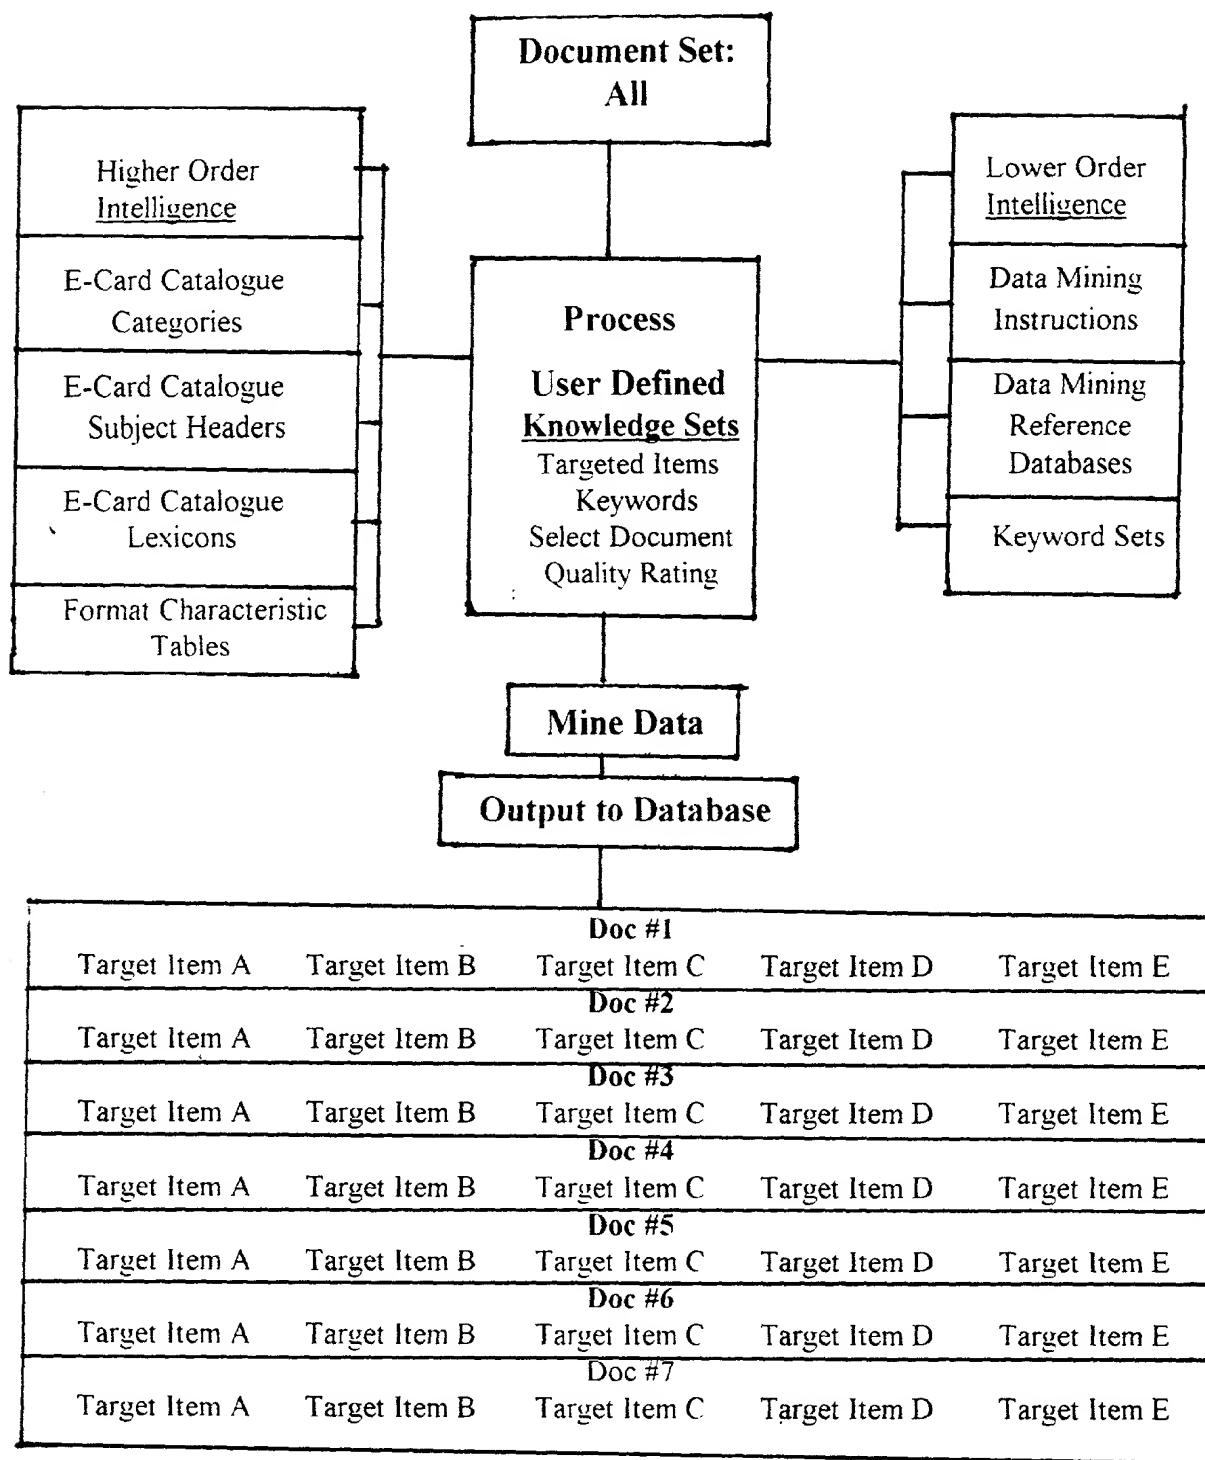 Document Set:
All
Higher Order
Intelligence
E-Card Catalogue
Categories
E-Card Catalogue
Subject Headers
E-Card Catalogue
Lexicons
Format Characteristic
Tables
Process
User Defined
Knowledge Sets
Targeted Items
Keywords
Select Document
Quality Rating
Lower Order
Intelligence
Data Mining
Instructions
Data Mining
Reference
Databases
Keyword Sets
Mine Data
Output to Database
Doc #1
Target Item A Target Item B Target Item C Target Item D Target Item E
Doc #2
Target Item A Target Item B Target Item C Target Item D Target Item E
Doc #3
Target Item A Target Item B Target Item C Target Item D Target Item E
Doc #4
Target Item A Target Item B Target Item C Target Item D Target Item E
Doc #5
Target Item A Target Item B Target Item C Target Item D Target Item E
Doc #6
Target Item A Target Item B Target Item C Target Item D Target Item E
Doc #7
Target Item A Target Item B Target Item C Target Item D Target Item E